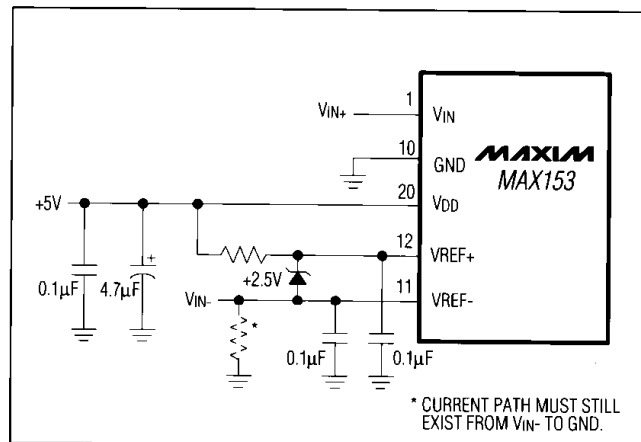 1
VIN+
VIN
10
GND
MAXIM
MAX153
20
+5V
VDD
12
VREF+
+2.5V
11
0.1µF
4.7µF
+
VIN-
VREF-
*
0.1µF
0.1µF
* CURRENT PATH MUST STILL
EXIST FROM VIN- TO GND.